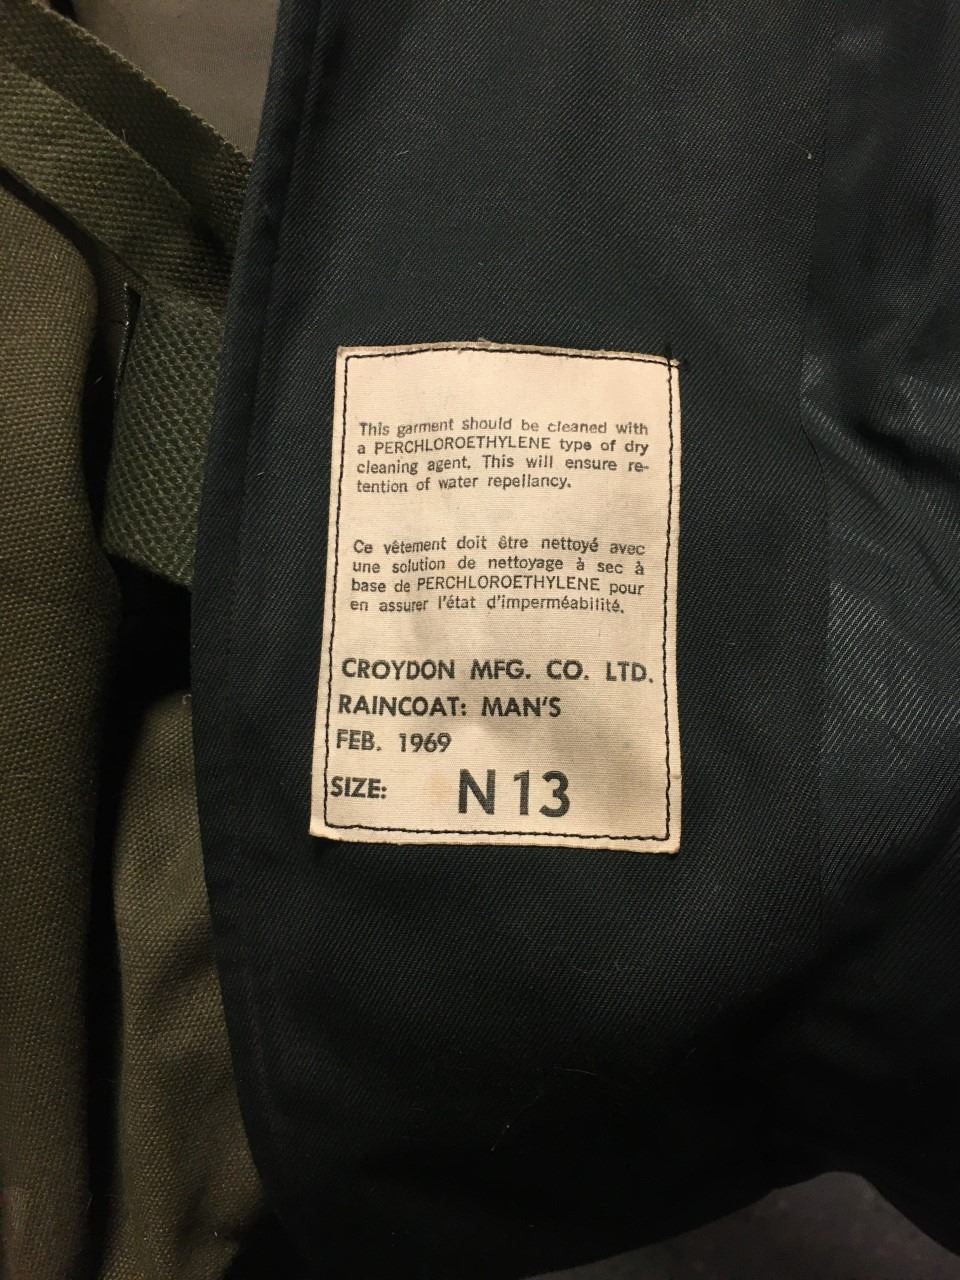 This garment should be cleaned with
a PERCHLOROETHYLENE type of dry
cleaning agent. This will ensure re-
tention of water repellancy.
Ce vêtement doit être nettoyé avec
une solution de nettoyage à sec à
base de PERCHLOROETHYLENE pour
en assurer l'état d'imperméabilité.
CROYDON MFG. CO. LTD.
RAINCOAT: MAN'S
FEB. 1969
SIZE: N 13